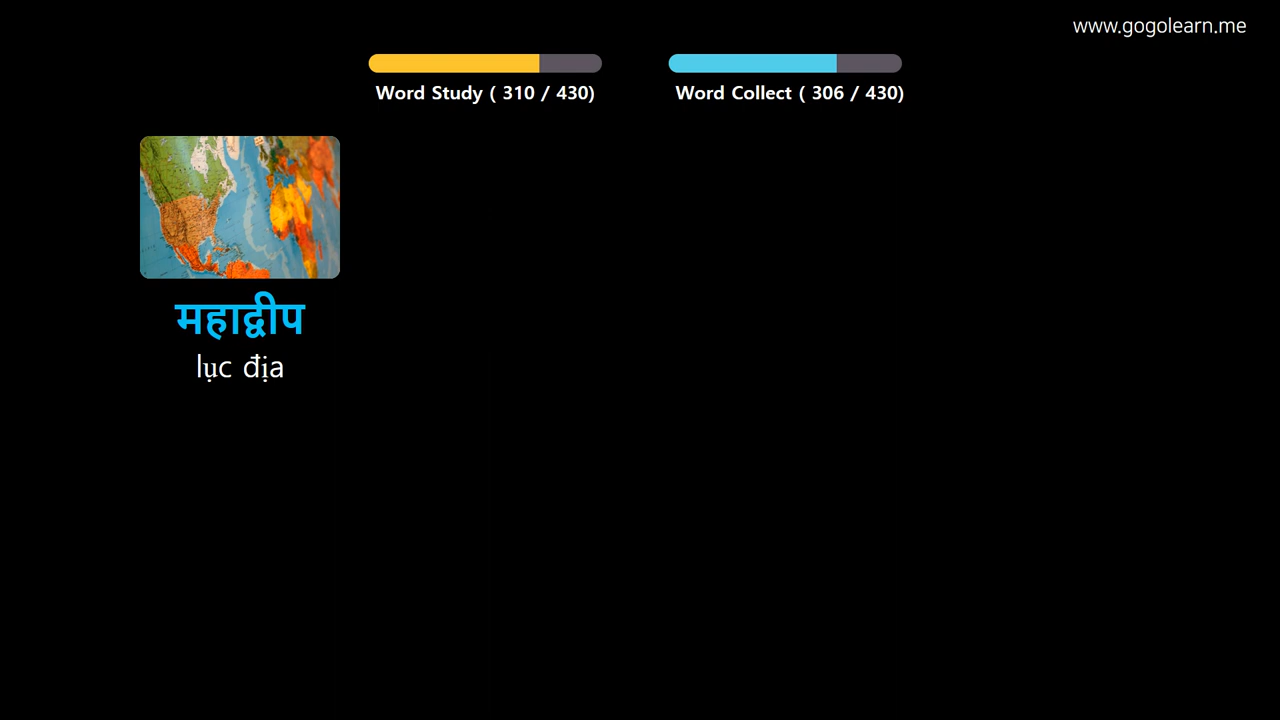 www.gogolearn.me
Word Study ( 310 / 430)
Word Collect ( 306 / 430)
महाद्वीप
lục địa